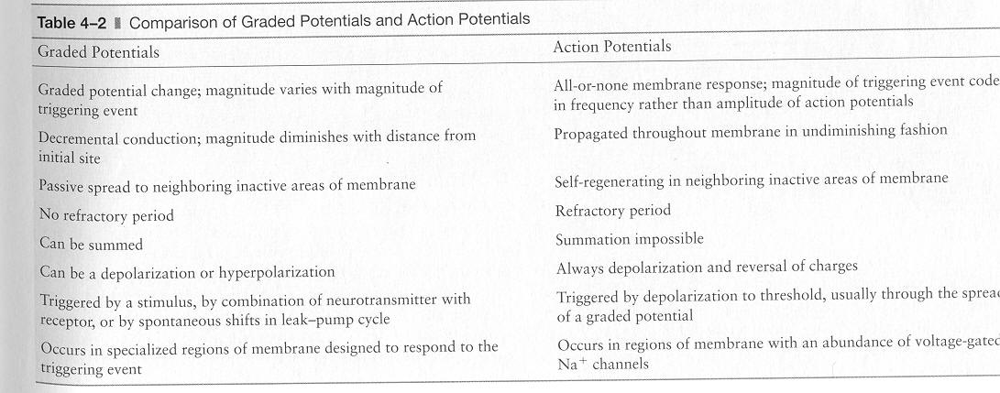 Table 4–2 Comparison of Graded Potentials and Action Potentials
Graded Potentials
Action Potentials
Graded potential change; magnitude varies with magnitude of
triggering event
All-or-none membrane response; magnitude of triggering event code
in frequency rather than amplitude of action potentials
Decremental conduction; magnitude diminishes with distance from
initial site
Propagated throughout membrane in undiminishing fashion
Passive spread to neighboring inactive areas of membrane
Self-regenerating in neighboring inactive areas of membrane
No refractory period
Refractory period
Can be summed
Summation impossible
Can be a depolarization or hyperpolarization
Always depolarization and reversal of charges
Triggered by a stimulus, by combination of neurotransmitter with
receptor, or by spontaneous shifts in leak–pump cycle
Triggered by depolarization to threshold, usually through the sprea
of a graded potential
Occurs in specialized regions of membrane designed to respond to the
triggering event
Occurs in regions of membrane with an abundance of voltage-gated
Na⁺ channels